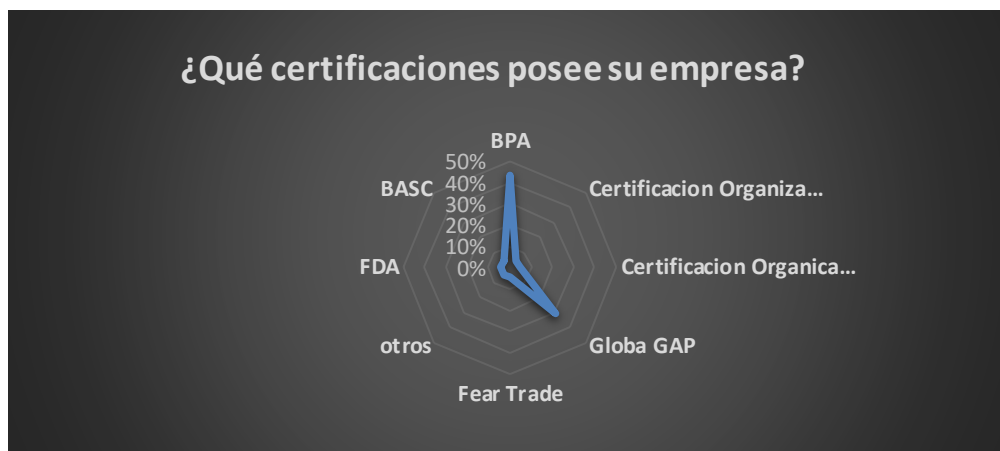 ¿Qué certificaciones posee su empresa?
BPA
50%
BASC
40%
Certificacion Organiza...
30%
20%
10%
FDA
0%
Certificacion Organica...
otros
Globa GAP
Fear Trade